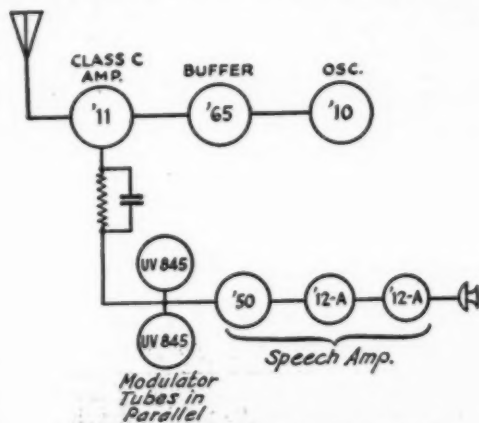 CLASS C
AMP.
BUFFER
OSC.
'11
'65
'10
UV 845
UV 845
'50
'12-A
'12-A
Speech Amp.
Modulator
Tubes in
Parallel